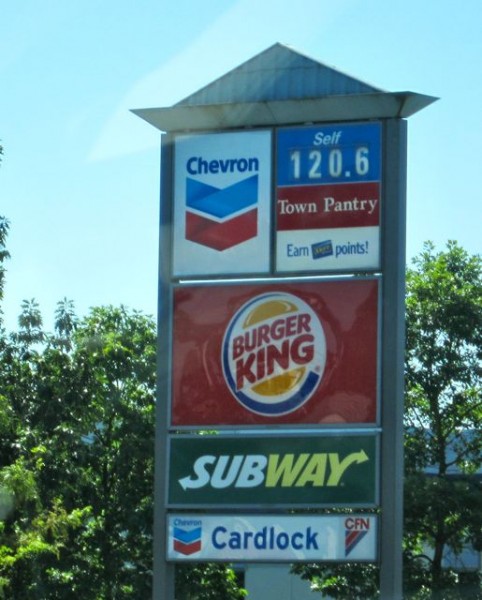 Chevron
Self
120.6
Town Pantry
Earn points!
BURGER
KING
SUBWAY
Chevron
Cardlock
CFN